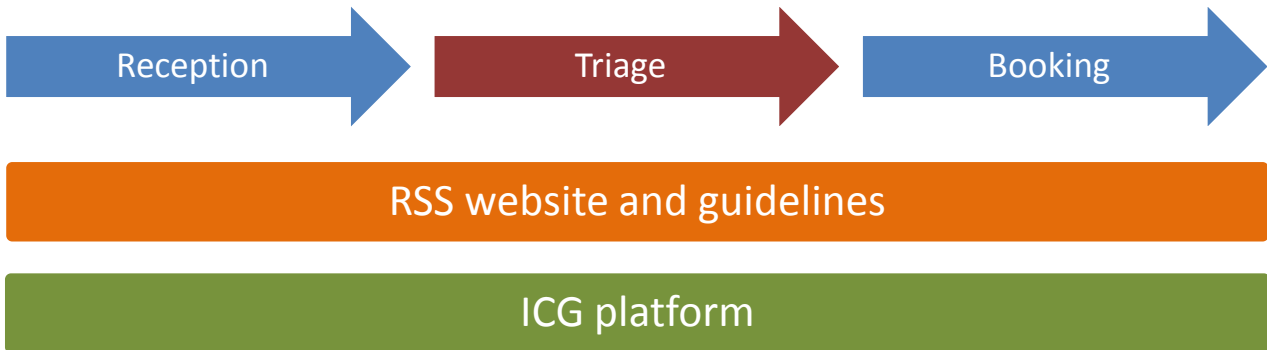 Reception
Triage
Booking
RSS website and guidelines
ICG platform